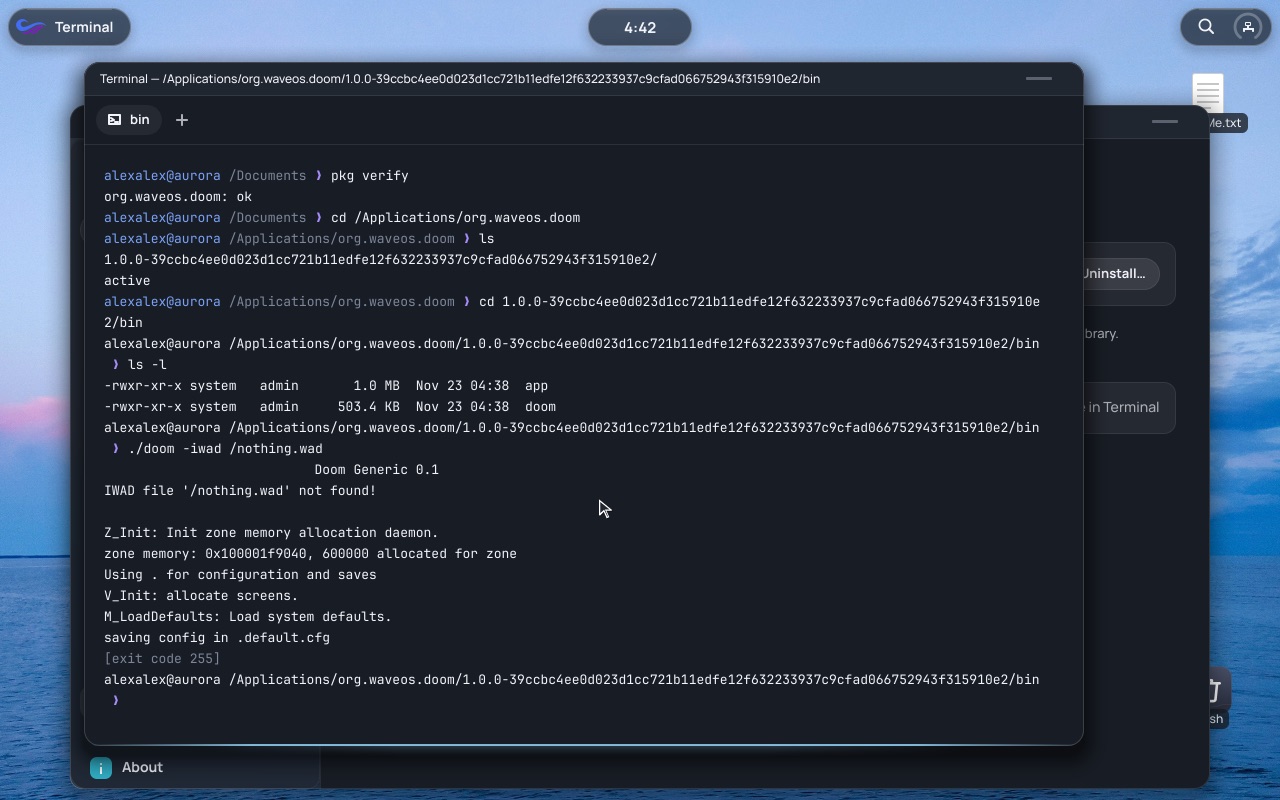 Terminal
4:42
Terminal — /Applications/org.waveos.doom/1.0.0-39ccbc4ee0d023d1cc721b11edfe12f632233937c9cfad066752943f315910e2/bin
bin
alexalex@aurora /Documents ❫ pkg verify
org.waveos.doom: ok
alexalex@aurora /Documents ❫ cd /Applications/org.waveos.doom
alexalex@aurora /Applications/org.waveos.doom ❫ ls
1.0.0-39ccbc4ee0d023d1cc721b11edfe12f632233937c9cfad066752943f315910e2/
active
alexalex@aurora /Applications/org.waveos.doom ❫ cd 1.0.0-39ccbc4ee0d023d1cc721b11edfe12f632233937c9cfad066752943f315910e
2/bin
alexalex@aurora /Applications/org.waveos.doom/1.0.0-39ccbc4ee0d023d1cc721b11edfe12f632233937c9cfad066752943f315910e2/bin
❫ ls -l
-rwxr-xr-x system admin 1.0 MB Nov 23 04:38 app
-rwxr-xr-x system admin 503.4 KB Nov 23 04:38 doom
alexalex@aurora /Applications/org.waveos.doom/1.0.0-39ccbc4ee0d023d1cc721b11edfe12f632233937c9cfad066752943f315910e2/bin
❫ ./doom -iwad /nothing.wad
Doom Generic 0.1
IWAD file '/nothing.wad' not found!
Z_Init: Init zone memory allocation daemon.
zone memory: 0x100001f9040, 600000 allocated for zone
Using . for configuration and saves
V_Init: allocate screens.
M_LoadDefaults: Load system defaults.
saving config in .default.cfg
[exit code 255]
alexalex@aurora /Applications/org.waveos.doom/1.0.0-39ccbc4ee0d023d1cc721b11edfe12f632233937c9cfad066752943f315910e2/bin
❫
Me.txt
Uninstall…
brary.
in Terminal
sh
About